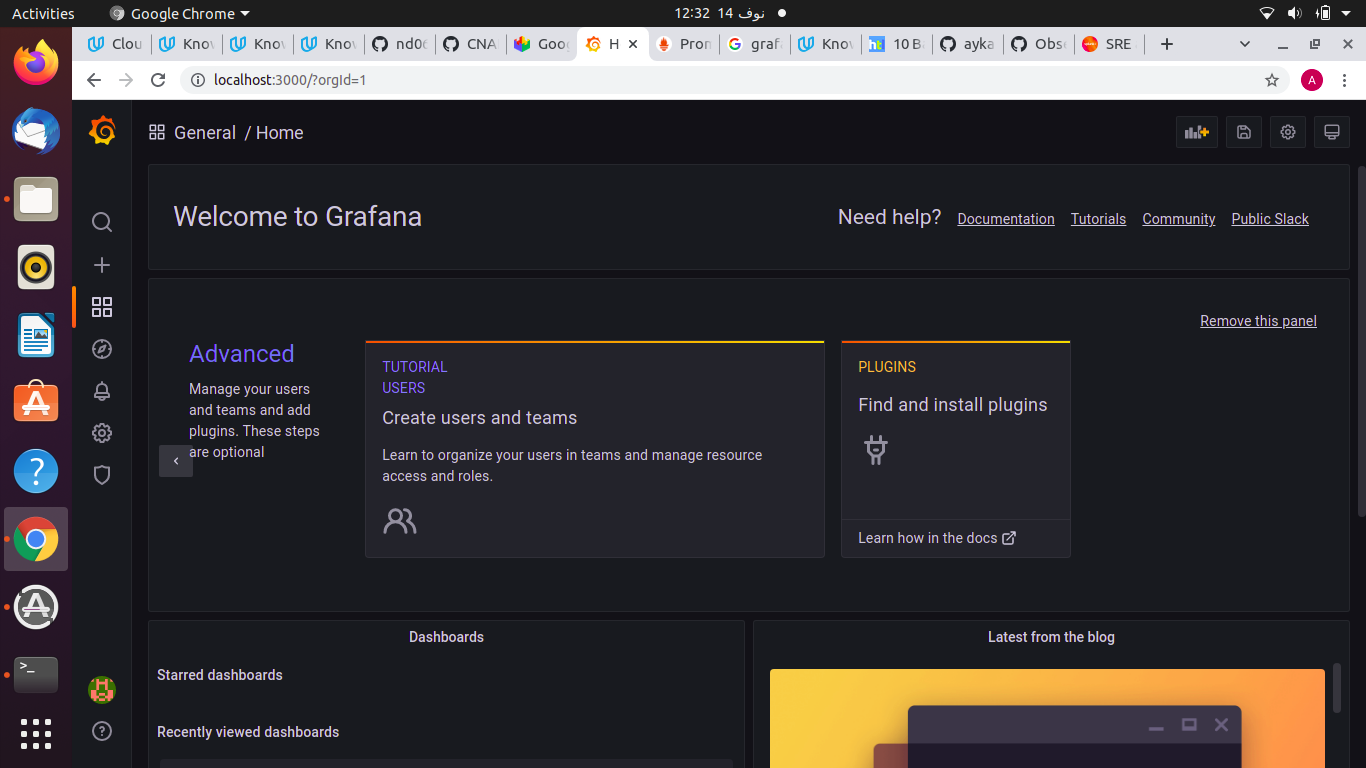 Activities
Google Chrome
12:32 14 نوف
Clou
Know
Know
Know
nd06
CNA
Goog
H
Prom
graf
Know
10 B
ayka
Obse
SRE
localhost:3000/?orgId=1
A
General / Home
Welcome to Grafana
Need help? Documentation Tutorials Community Public Slack
Remove this panel
Advanced
Manage your users
and teams and add
plugins. These steps
are optional
TUTORIAL
USERS
Create users and teams
Learn to organize your users in teams and manage resource
access and roles.
PLUGINS
Find and install plugins
Learn how in the docs
Dashboards
Starred dashboards
Recently viewed dashboards
Latest from the blog